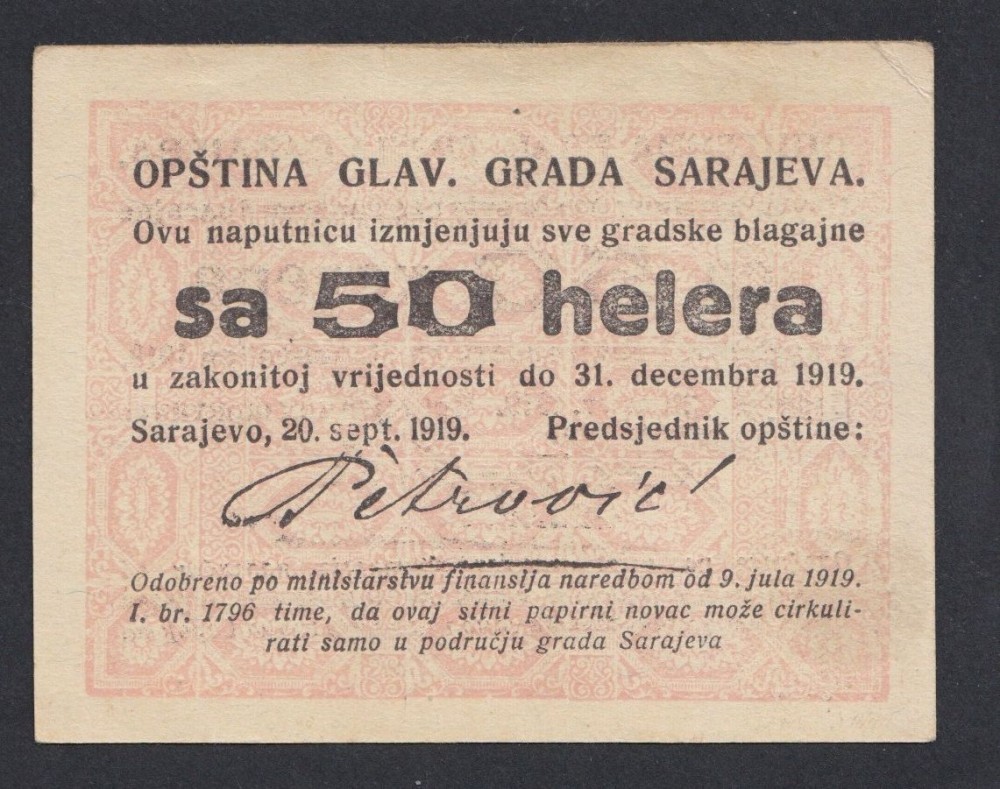 OPŠTINA GLAV. GRADA SARAJEVA.
Ovu naputnicu izmjenjuju sve gradske blagajne
sa 50 helera
u zakonitoj vrijednosti do 31. decembra 1919.
Sarajevo, 20. sept. 1919. Predsjednik opštine:
Petrović
Odobreno po ministarstvu finansija naredbom od 9. jula 1919.
I. br. 1796 time, da ovaj sitni papirni novac može cirkuli-
rati samo u području grada Sarajeva